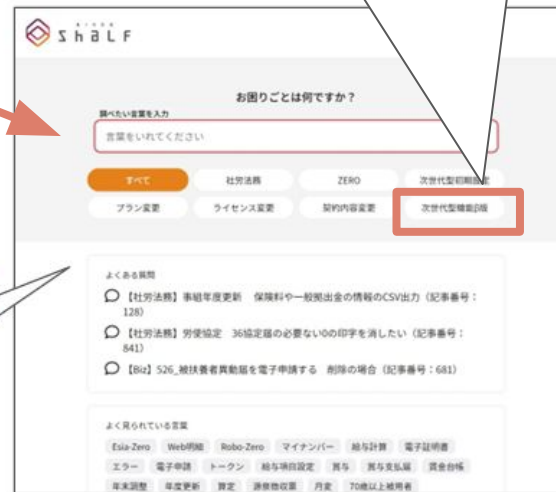 ShaLF
お困りごとは何ですか？
調べたい言葉を入力
言葉をいれてください
すべて 社労法務 ZERO 次世代型初期設定
プラン変更 ライセンス変更 契約内容変更 次世代型機能β版
よくある質問
【社労法務】事組年度更新　保険料や一般拠出金の情報のCSV出力（記事番号：
128）
【社労法務】労使協定　36協定届の必要ない0の印字を消したい（記事番号：
841）
【Biz】526_被扶養者異動届を電子申請する　削除の場合（記事番号：681）
よく見られている言葉
Esia-Zero Web明細 Robo-Zero マイナンバー 給与計算 電子証明書
エラー 電子申請 トークン 給与項目設定 賞与 賞与支払届 賃金台帳
年末調整 年度更新 算定 源泉徴収票 月変 70歳以上被用者